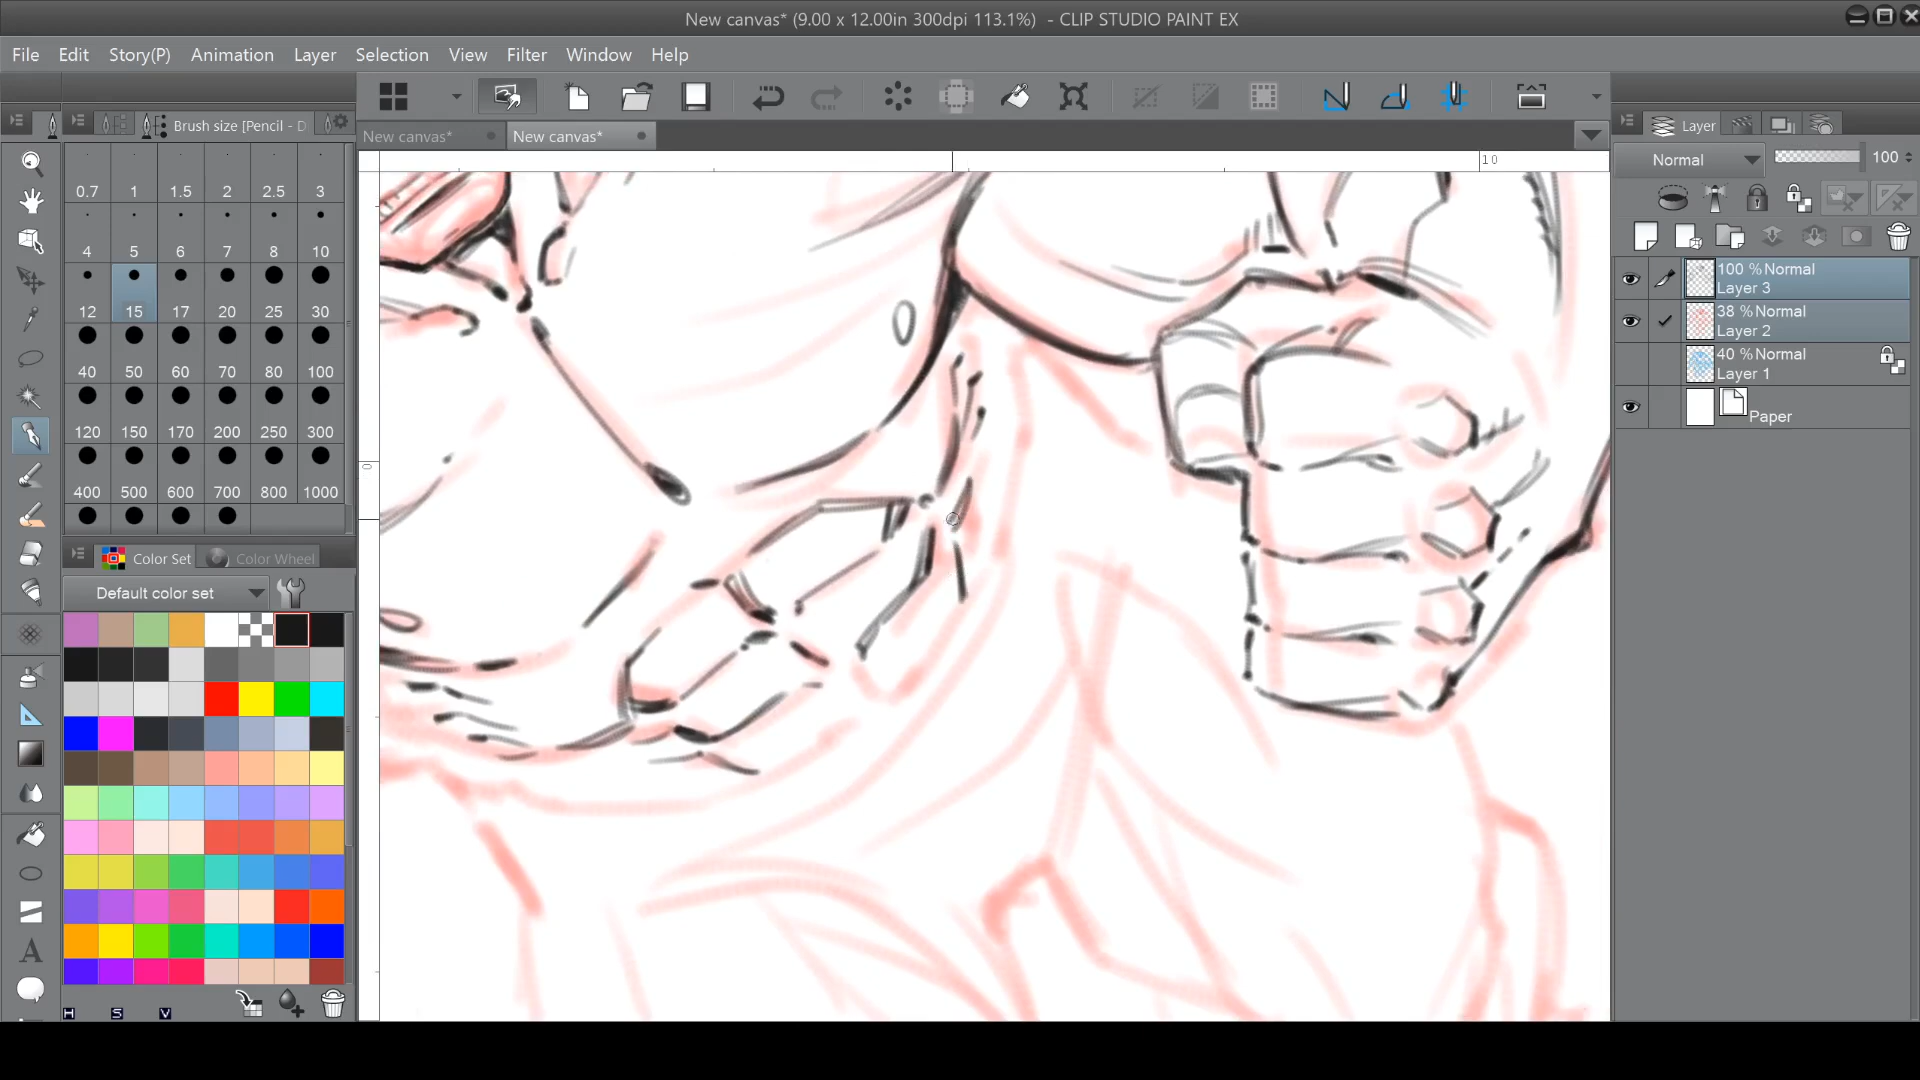 New canvas* (9.00 x 12.00in 300dpi 113.1%)  - CLIP STUDIO PAINT EX
File Edit Story(P) Animation Layer Selection View Filter Window Help
Brush size [Pencil - D
New canvas* New canvas*
Layer
Normal 100
10
0
0.7 1 1.5 2 2.5 3
4 5 6 7 8 10
12 15 17 20 25 30
40 50 60 70 80 100
120 150 170 200 250 300
400 500 600 700 800 1000
100 %Normal
Layer 3
38 %Normal
Layer 2
40 %Normal
Layer 1
Paper
Color Set Color Wheel
Default color set
A
H S V